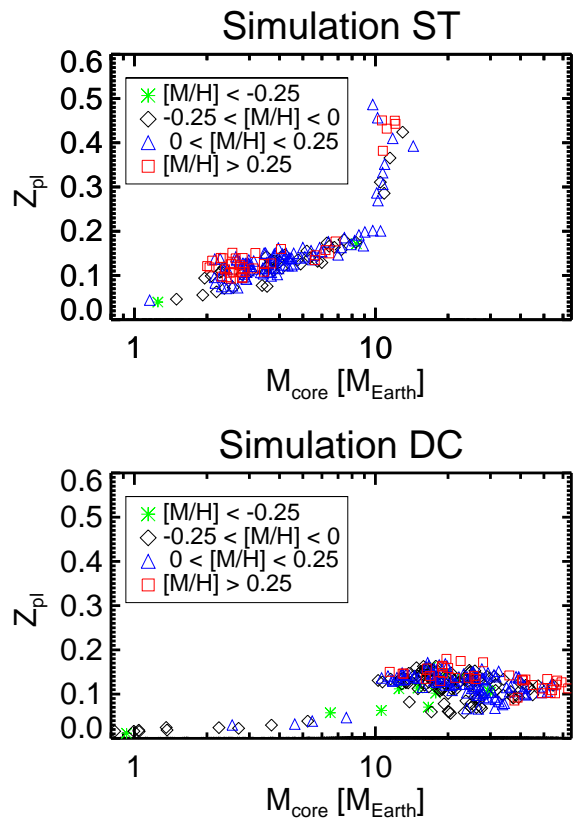 Simulation ST
0.6
0.5
0.4
0.3
0.2
0.1
0.0
Z_pl
[M/H] < -0.25
-0.25 < [M/H] < 0
0 < [M/H] < 0.25
[M/H] > 0.25
1
10
M_core [M_Earth]
Simulation DC
0.6
0.5
0.4
0.3
0.2
0.1
0.0
Z_pl
[M/H] < -0.25
-0.25 < [M/H] < 0
0 < [M/H] < 0.25
[M/H] > 0.25
1
10
M_core [M_Earth]